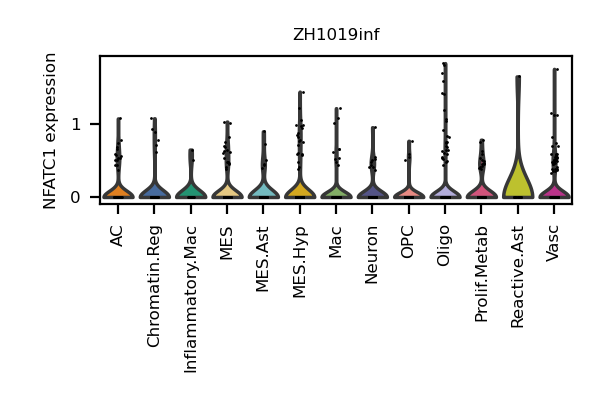 ZH1019inf
NFATC1 expression
1
0
AC
Chromatin.Reg
Inflammatory.Mac
MES
MES.Ast
MES.Hyp
Mac
Neuron
OPC
Oligo
Prolif.Metab
Reactive.Ast
Vasc